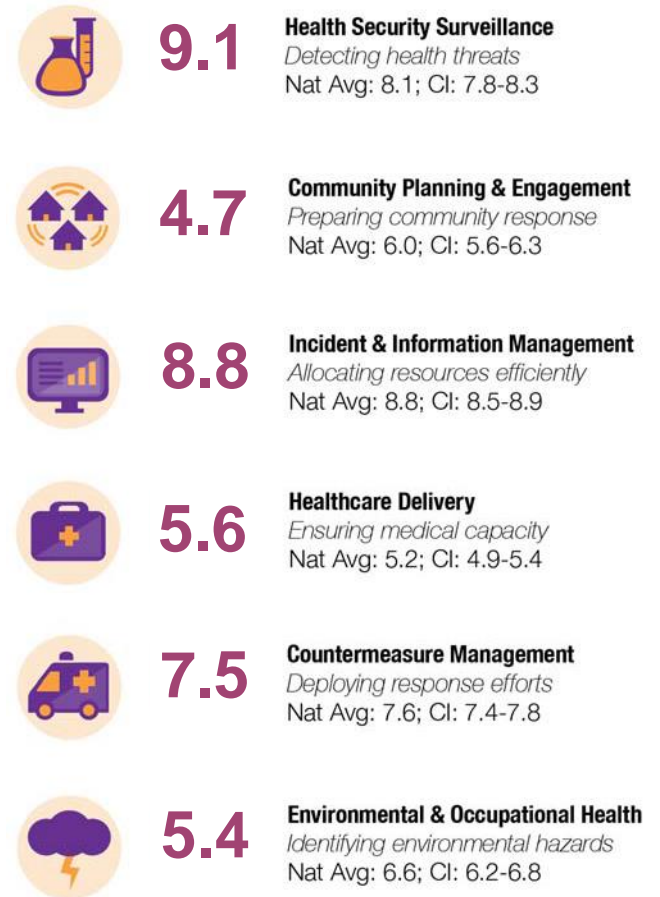 9.1
Health Security Surveillance
Detecting health threats
Nat Avg: 8.1; CI: 7.8-8.3
4.7
Community Planning & Engagement
Preparing community response
Nat Avg: 6.0; CI: 5.6-6.3
8.8
Incident & Information Management
Allocating resources efficiently
Nat Avg: 8.8; CI: 8.5-8.9
5.6
Healthcare Delivery
Ensuring medical capacity
Nat Avg: 5.2; CI: 4.9-5.4
7.5
Countermeasure Management
Deploying response efforts
Nat Avg: 7.6; CI: 7.4-7.8
5.4
Environmental & Occupational Health
Identifying environmental hazards
Nat Avg: 6.6; CI: 6.2-6.8